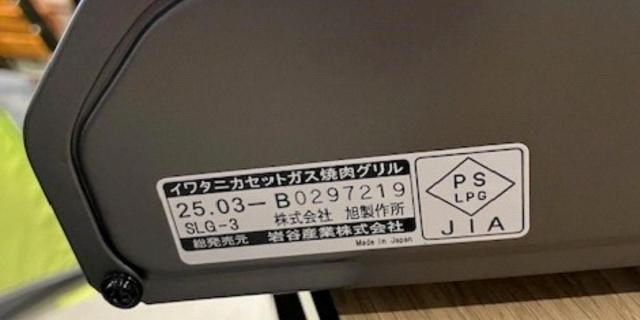 イワタニカセットガス焼肉グリル
25.03-B0297219
SLG-3 株式会社 旭製作所
総発売元 岩谷産業株式会社
Made in Japan
PS
LPG
JIA